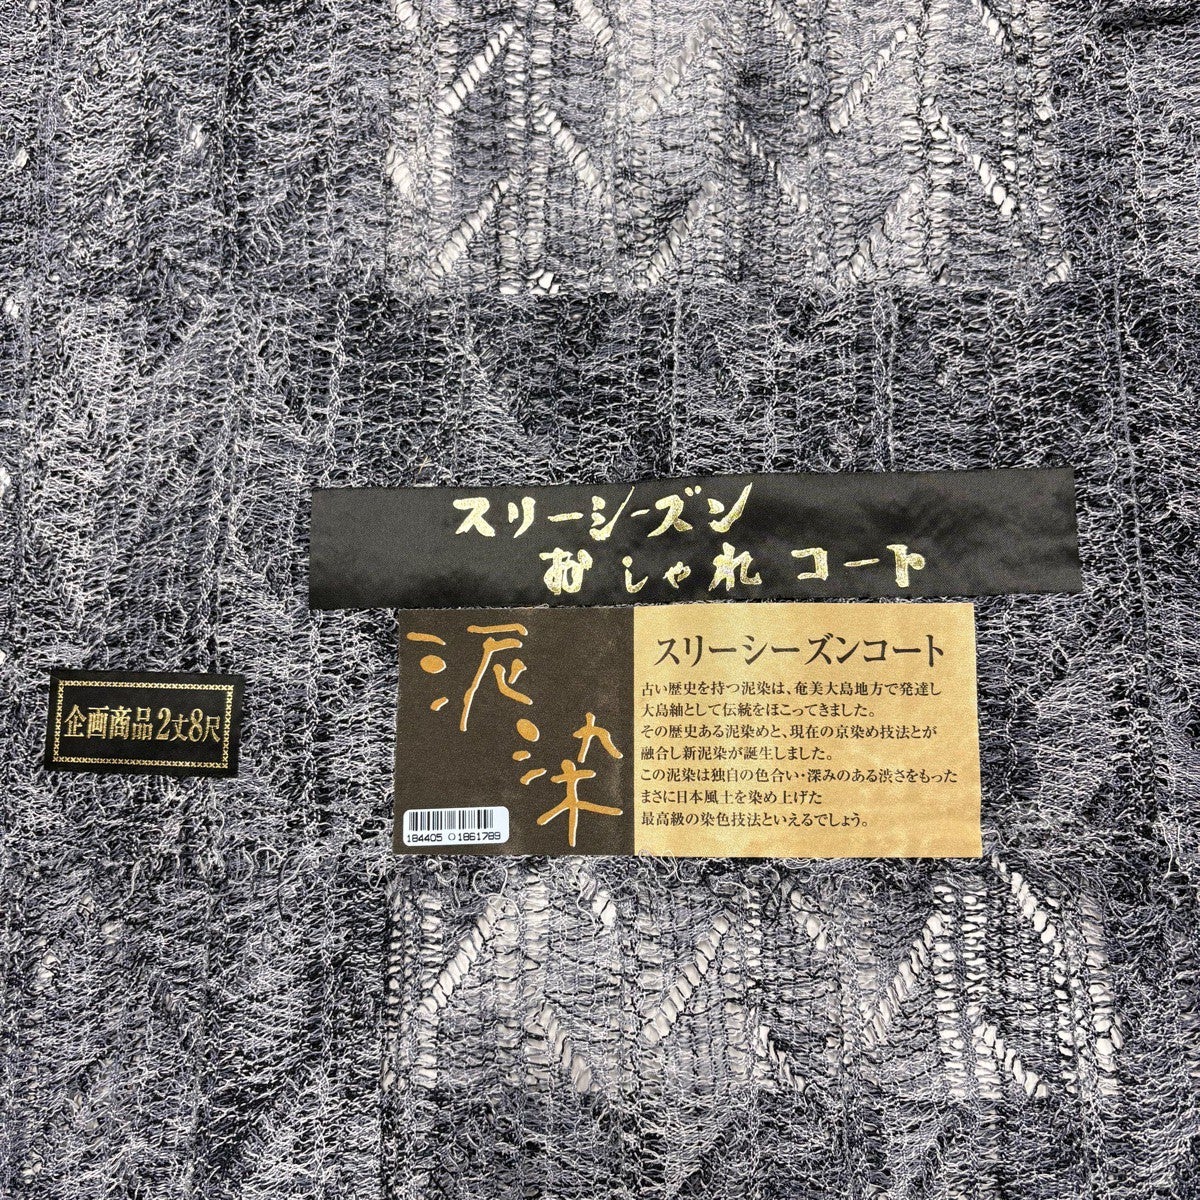 スリーシーズン
おしゃれコート
泥染
184405 01861789
スリーシーズンコート
古い歴史を持つ泥染は、奄美大島地方で発達し
大島紬として伝統をほこってきました。
その歴史ある泥染めと、現在の京染め技法とが
融合し新泥染が誕生しました。
この泥染は独自の色合い・深みのある渋さをもった
まさに日本風土を染め上げた
最高級の染色技法といえるでしょう。
企画商品2丈8尺